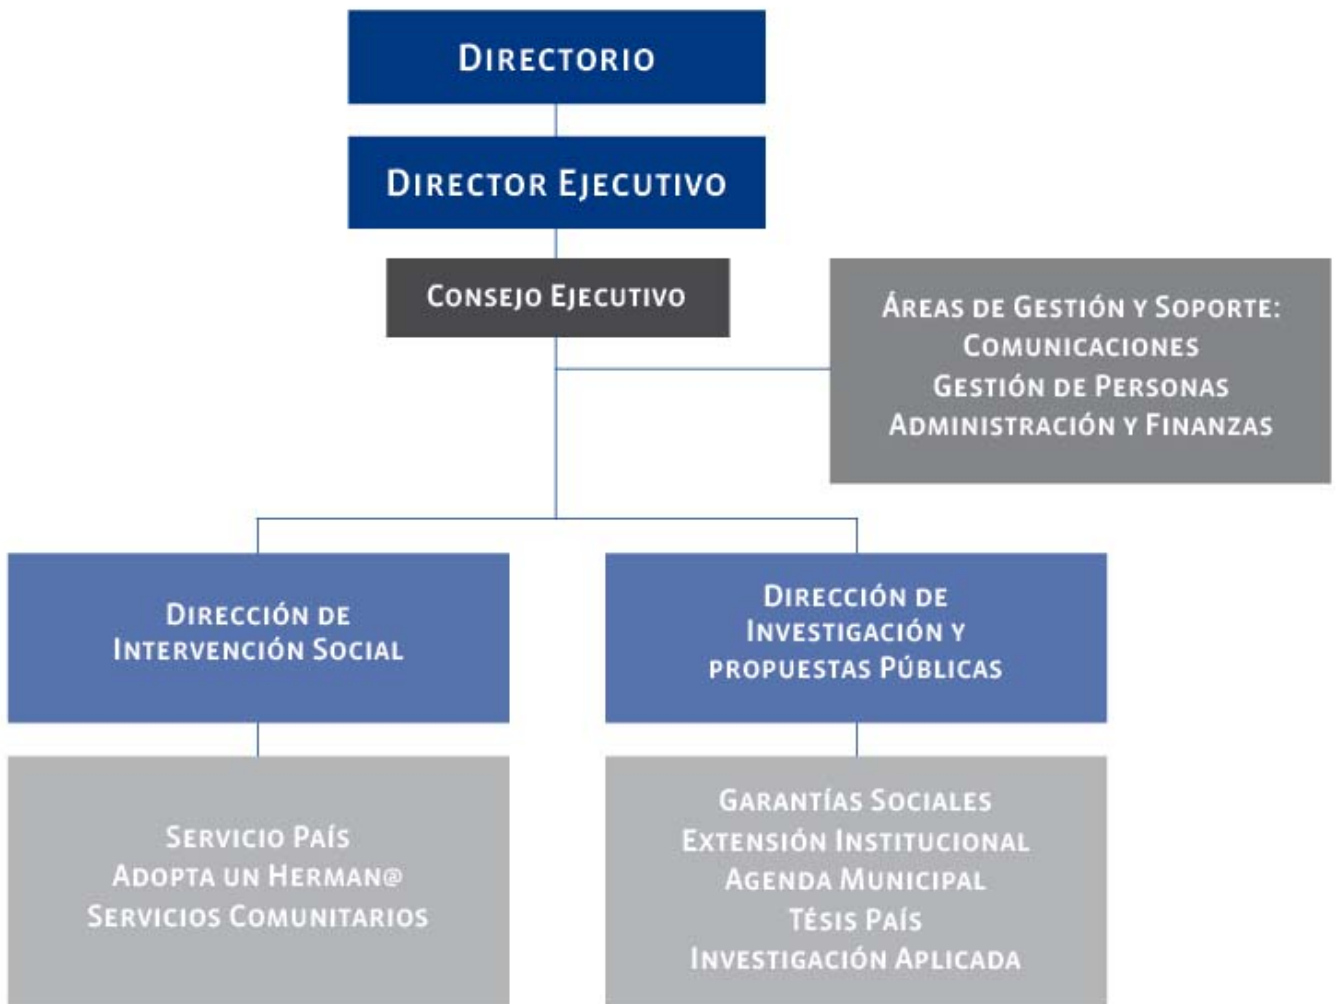 DIRECTORIO
DIRECTOR EJECUTIVO
CONSEJO EJECUTIVO
ÁREAS DE GESTIÓN Y SOPORTE:
COMUNICACIONES
GESTIÓN DE PERSONAS
ADMINISTRACIÓN Y FINANZAS
DIRECCIÓN DE
INTERVENCIÓN SOCIAL
DIRECCIÓN DE
INVESTIGACIÓN Y
PROPUESTAS PÚBLICAS
SERVICIO PAÍS
ADOPTA UN HERMAN@
SERVICIOS COMUNITARIOS
GARANTÍAS SOCIALES
EXTENSIÓN INSTITUCIONAL
AGENDA MUNICIPAL
TÉSIS PAÍS
INVESTIGACIÓN APLICADA